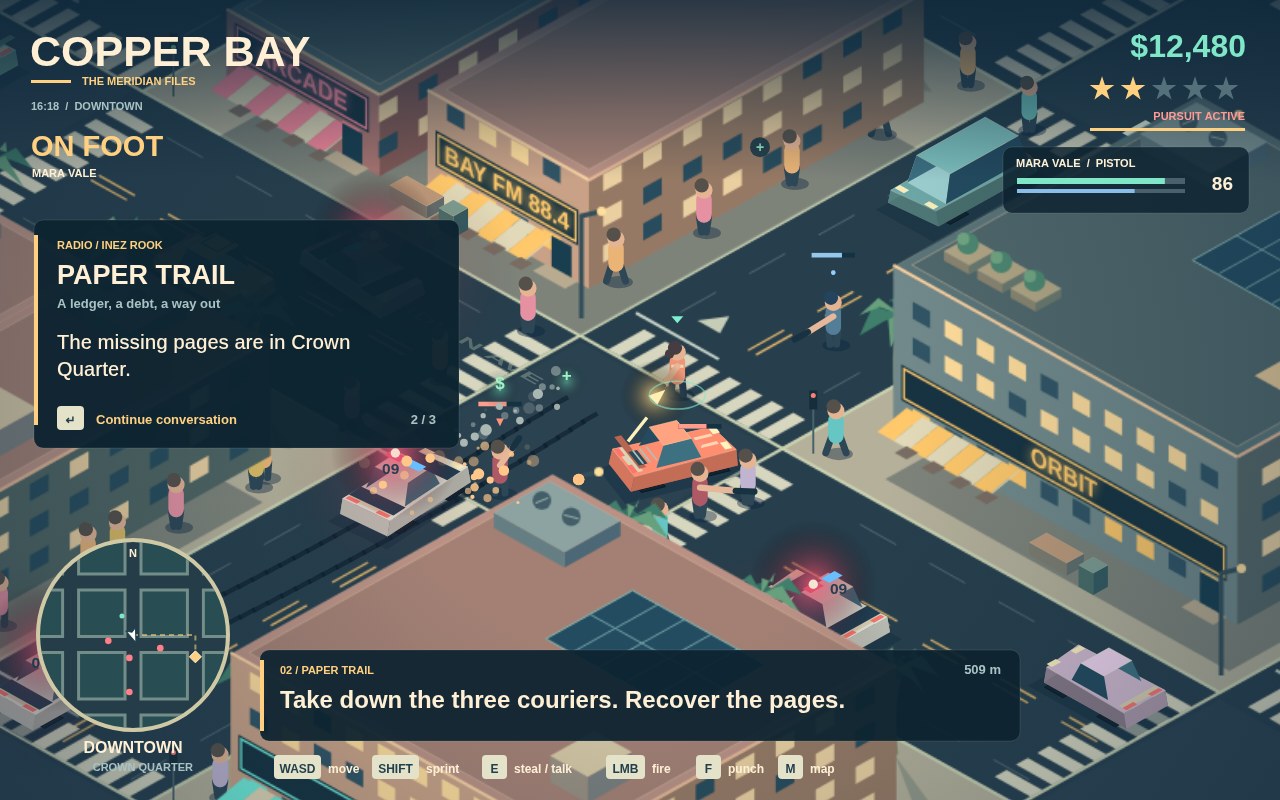 COPPER BAY
THE MERIDIAN FILES
16:18 / DOWNTOWN
ON FOOT
MARA VALE
$12,480
PURSUIT ACTIVE
MARA VALE / PISTOL
86
ARCADE
BAY FM 88.4
RADIO / INEZ ROOK
PAPER TRAIL
A ledger, a debt, a way out
The missing pages are in Crown
Quarter.
↵ Continue conversation
2 / 3
$
+
+
09
ORBIT
09
N
02 / PAPER TRAIL
509 m
Take down the three couriers. Recover the pages.
DOWNTOWN
CROWN QUARTER
WASD move SHIFT sprint E steal / talk LMB fire F punch M map